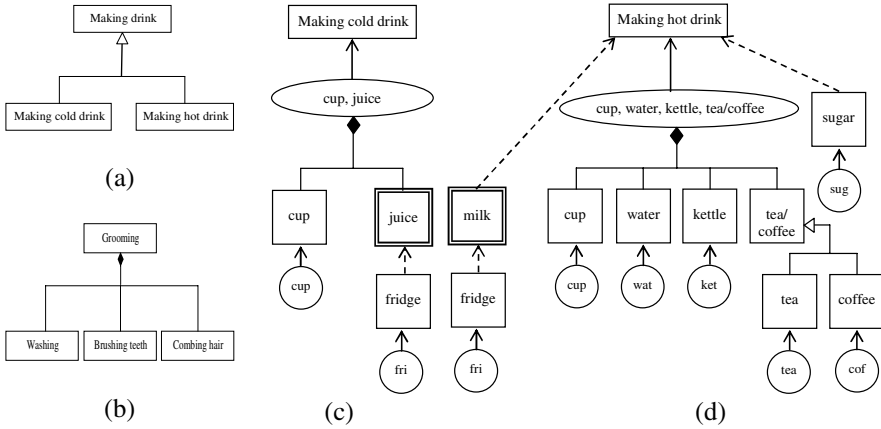 Making drink
Making cold drink
Making hot drink
(a)
Grooming
Washing
Brushing teeth
Combing hair
(b)
Making cold drink
cup, juice
cup
juice
cup
fridge
fri
(c)
Making hot drink
cup, water, kettle, tea/coffee
milk
fridge
fri
cup
water
kettle
tea/
coffee
cup
wat
ket
tea
coffee
tea
cof
sugar
sug
(d)